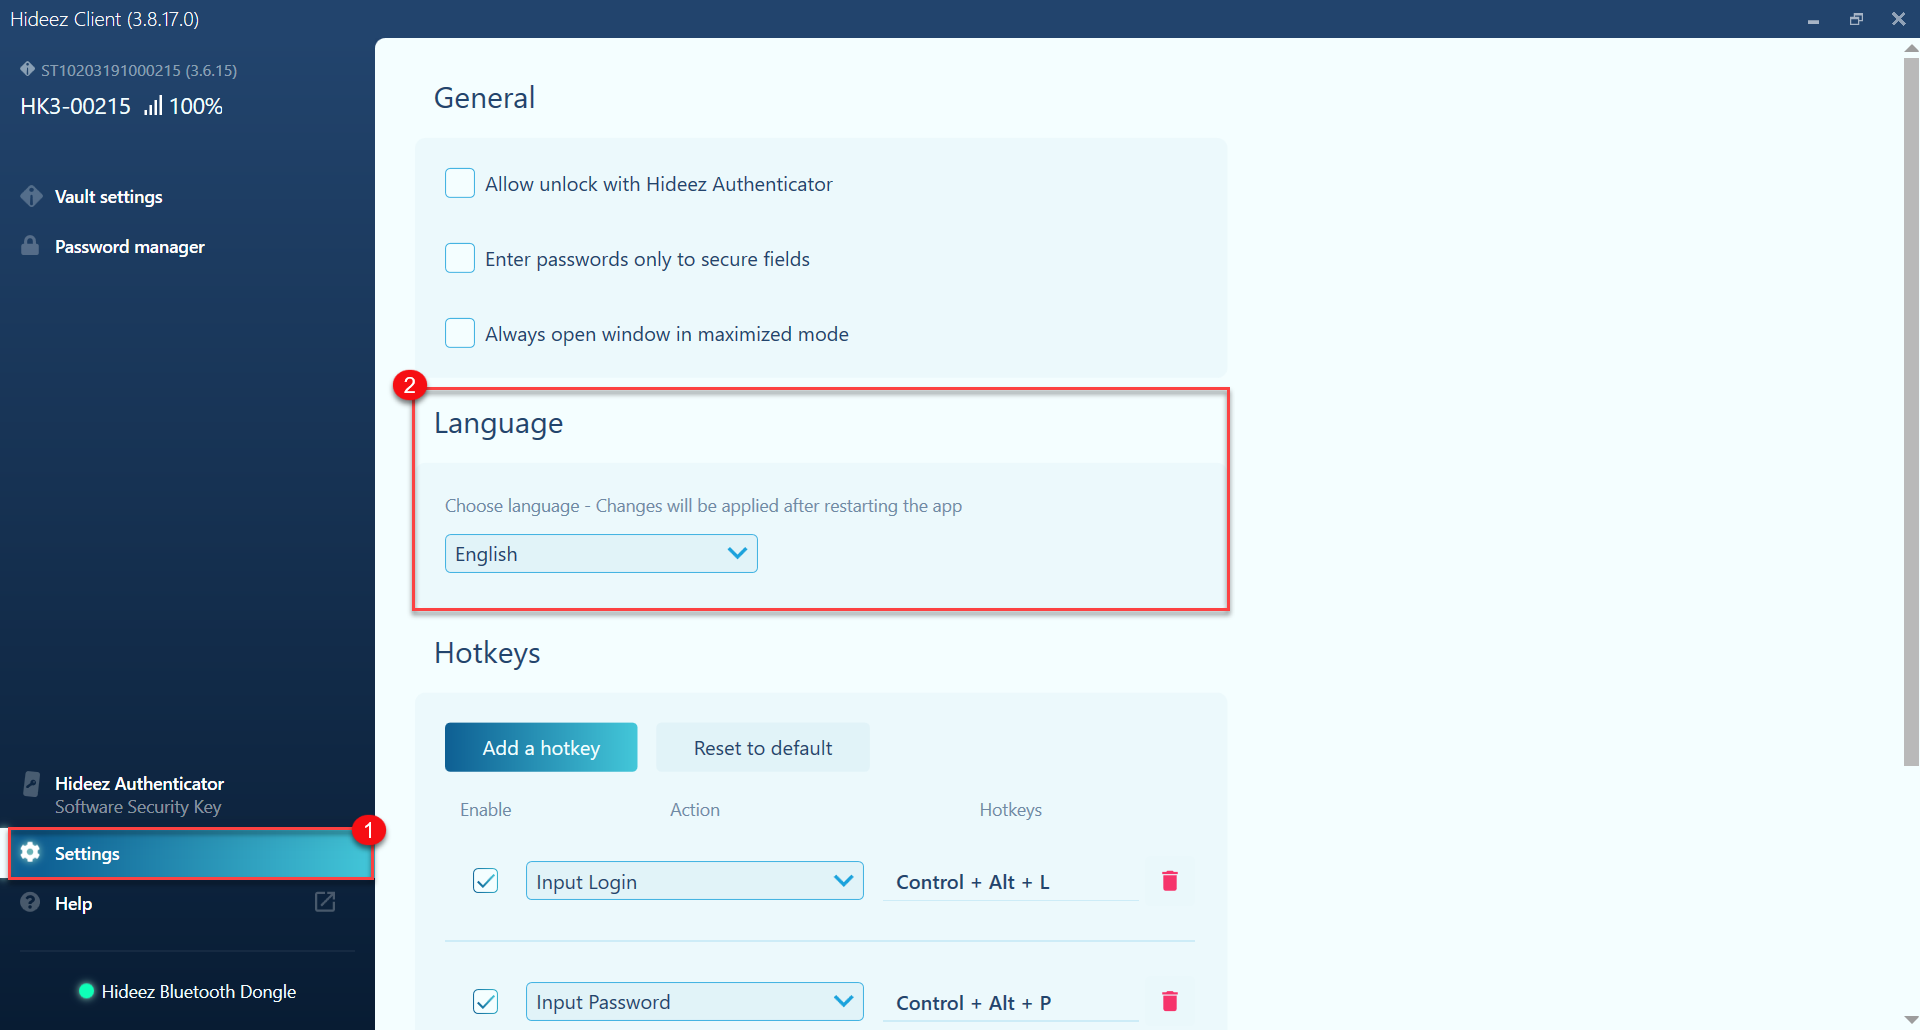 Hideez Client (3.8.17.0)
ST10203191000215 (3.6.15)
HK3-00215 100%
Vault settings
Password manager
Hideez Authenticator
Software Security Key
1
Settings
Help
Hideez Bluetooth Dongle
General
Allow unlock with Hideez Authenticator
Enter passwords only to secure fields
Always open window in maximized mode
2
Language
Choose language - Changes will be applied after restarting the app
English
Hotkeys
Add a hotkey Reset to default
Enable Action Hotkeys
Input Login Control + Alt + L
Input Password Control + Alt + P